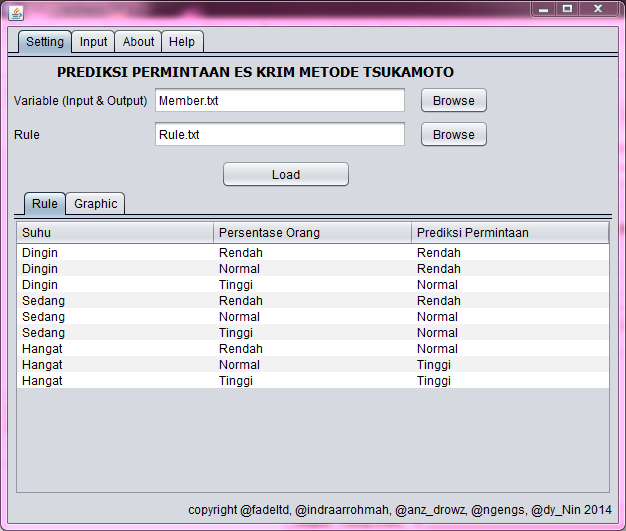 Setting Input About Help
PREDIKSI PERMINTAAN ES KRIM METODE TSUKAMOTO
Variable (Input & Output) Member.txt Browse
Rule Rule.txt Browse
Load
Rule Graphic
Suhu Persentase Orang Prediksi Permintaan
Dingin Rendah Rendah
Dingin Normal Rendah
Dingin Tinggi Normal
Sedang Rendah Rendah
Sedang Normal Normal
Sedang Tinggi Normal
Hangat Rendah Normal
Hangat Normal Tinggi
Hangat Tinggi Tinggi
copyright @fadeltd, @indraarrohmah, @anz_drowz, @ngengs, @dy_Nin 2014